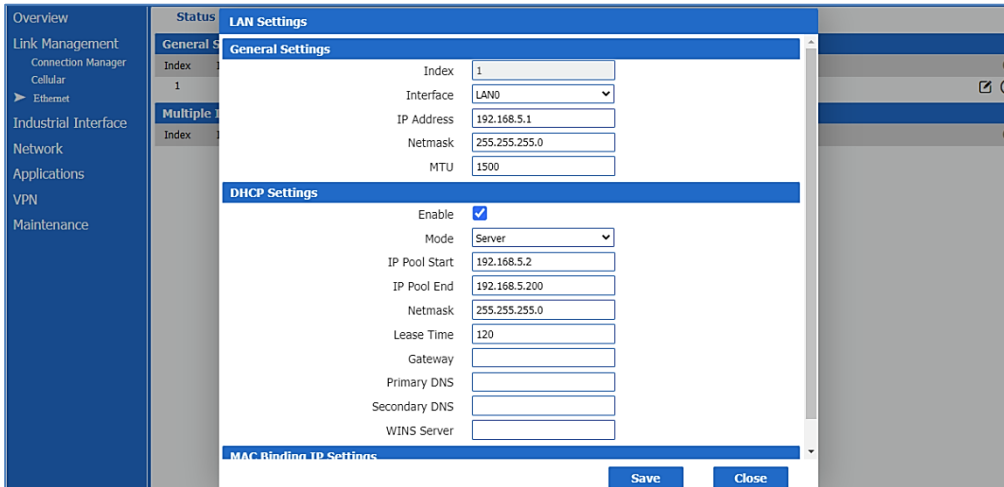 Overview
Link Management
Connection Manager
Cellular
Ethernet
Industrial Interface
Network
Applications
VPN
Maintenance
Status
General S
Index
1
Multiple I
Index
LAN Settings
General Settings
Index 1
Interface LAN0
IP Address 192.168.5.1
Netmask 255.255.255.0
MTU 1500
DHCP Settings
Enable
Mode Server
IP Pool Start 192.168.5.2
IP Pool End 192.168.5.200
Netmask 255.255.255.0
Lease Time 120
Gateway
Primary DNS
Secondary DNS
WINS Server
MAC Binding IP Settings
Save Close